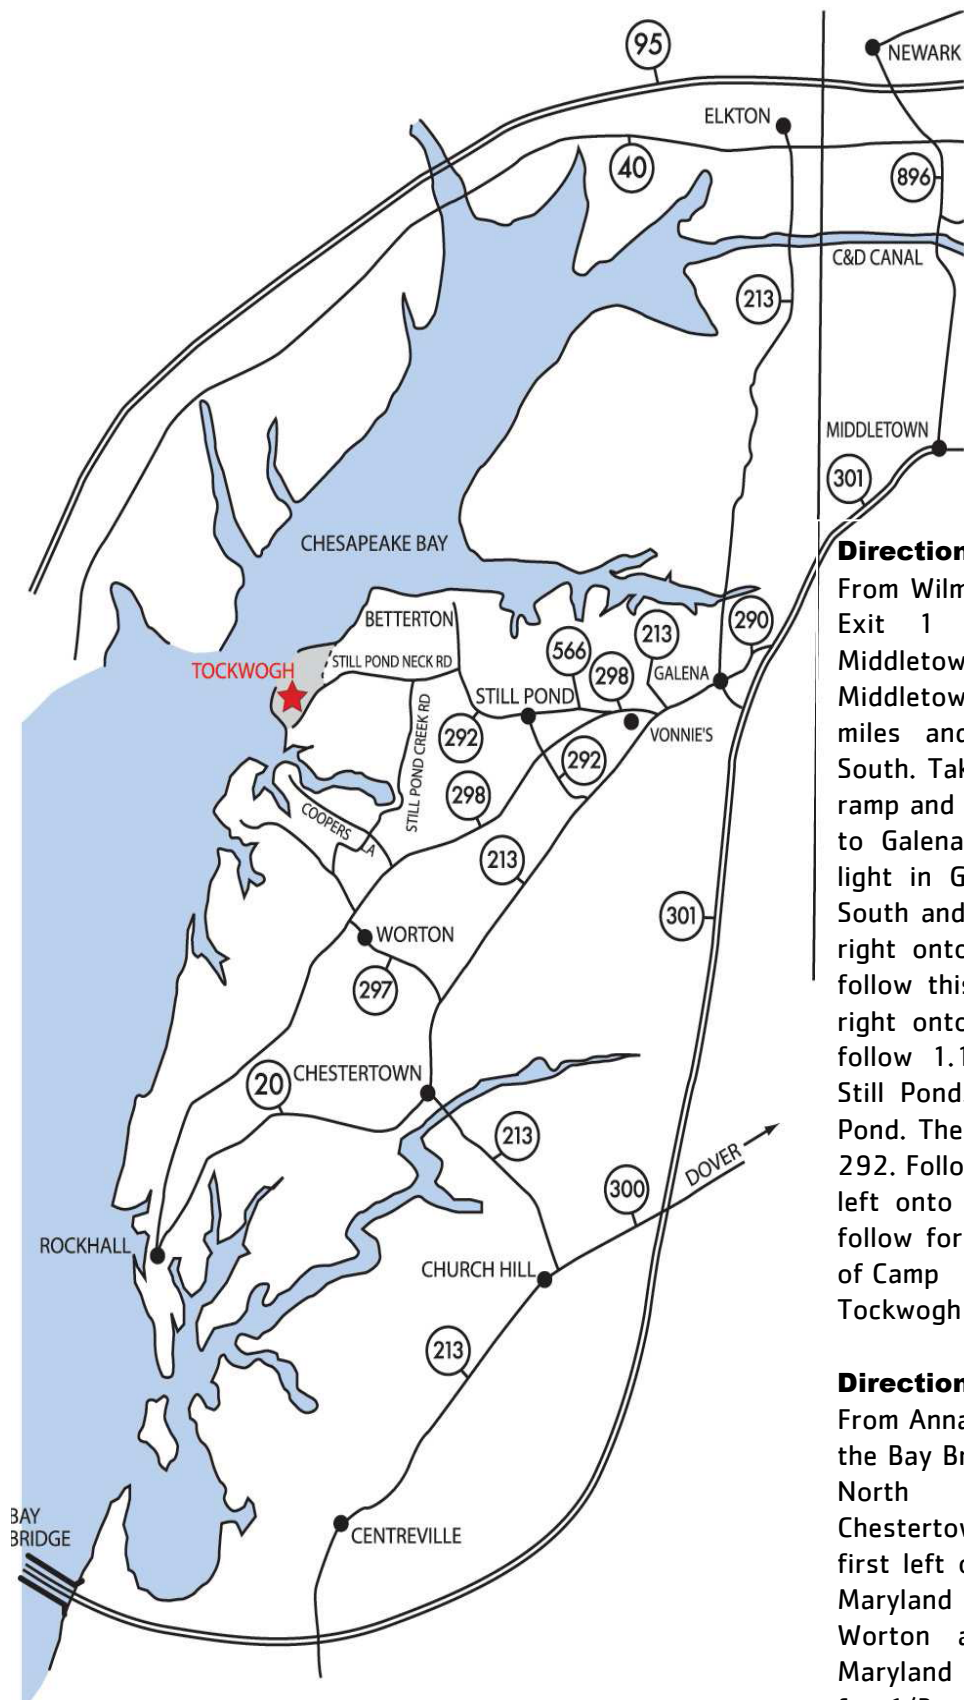 95
NEWARK
ELKTON
40
896
C&D CANAL
213
MIDDLETOWN
301
CHESAPEAKE BAY
BETTERTON
290
213
566
TOCKWOGH
STILL POND NECK RD
298
GALENA
STILL POND
STILL POND CREEK RD
292
VONNIE'S
292
298
COOPERS LA
213
301
WORTON
297
20
CHESTERTOWN
213
DOVER
300
ROCKHALL
CHURCH HILL
213
BAY
BRIDGE
CENTREVILLE
Direction
From Wilm
Exit 1
Middletow
Middletow
miles and
South. Tak
ramp and
to Galena
light in G
South and
right onto
follow this
right onto
follow 1.1
Still Pond.
Pond. The
292. Follo
left onto
follow for
of Camp
Tockwogh
Direction
From Anna
the Bay Br
North
Chestertow
first left o
Maryland
Worton a
Maryland